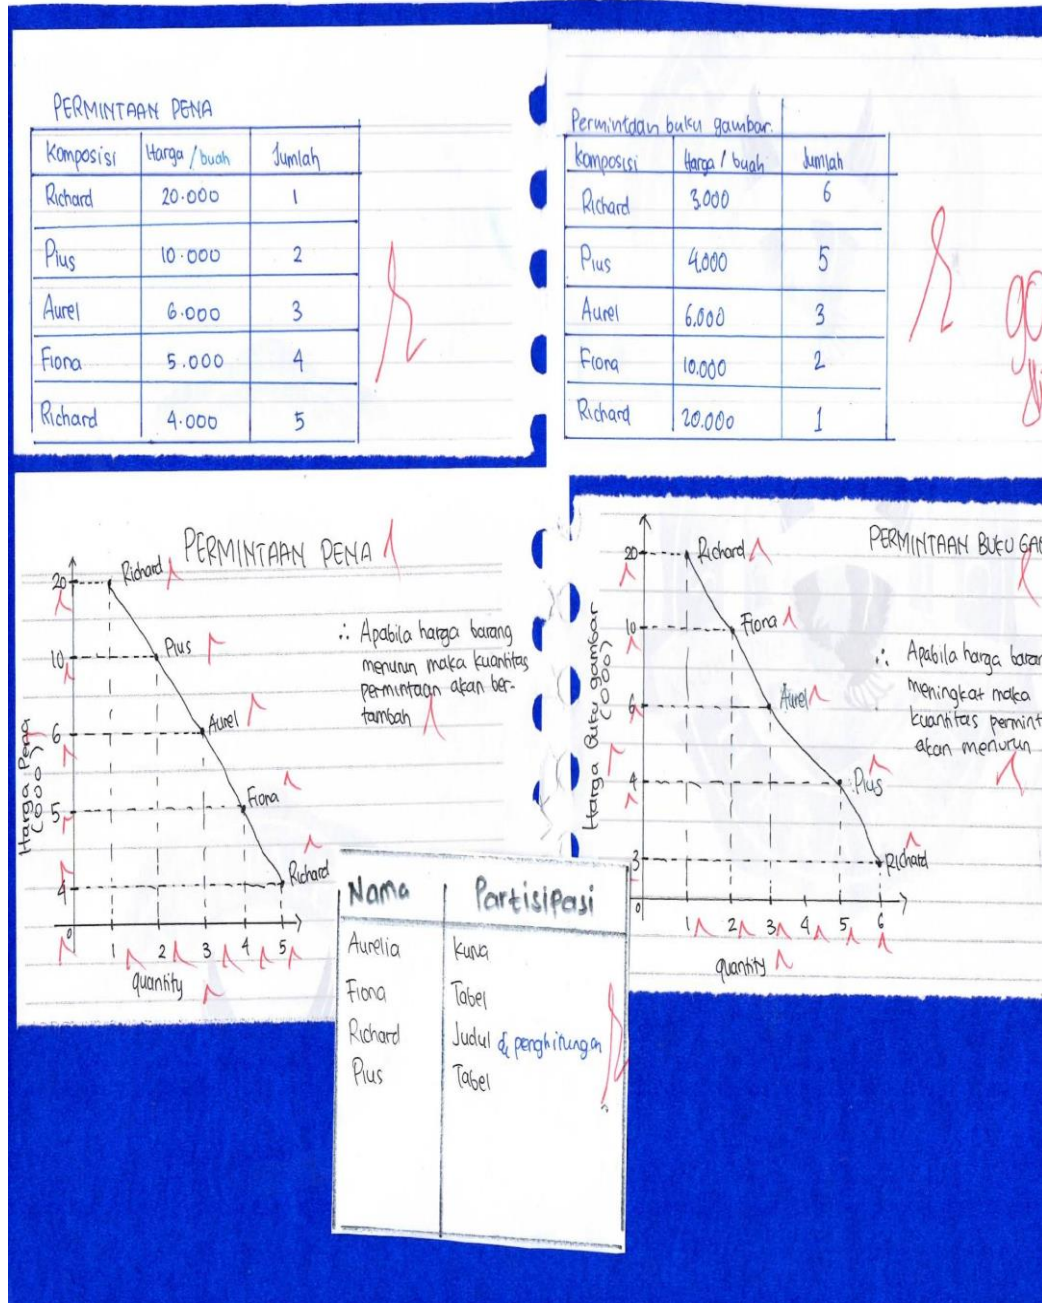 PERMINTAAN PENA
Komposisi Harga / buah Jumlah
Richard 20.000 1
Pius 10.000 2
Aurel 6.000 3
Fiona 5.000 4
Richard 4.000 5
Permintaan buku gambar.
Komposisi Harga / buah Jumlah
Richard 3.000 6
Pius 4.000 5
Aurel 6.000 3
Fiona 10.000 2
Richard 20.000 1
PERMINTAAN PENA
Harga Pena
(000)
20
10
6
5
4
0
1 2 3 4 5
quantity
Richard
Pius
Aurel
Fiona
Richard
∴ Apabila harga barang
menurun maka kuantitas
permintaan akan ber-
tambah
PERMINTAAN BUKU GA
Harga Buku gambar
(000)
20
10
6
4
3
0
1 2 3 4 5 6
quantity
Richard
Fiona
Aurel
Pius
Richard
∴ Apabila harga baran
meningkat maka
kuantitas permint
akan menurun
Nama Partisipasi
Aurelia Kurva
Fiona Tabel
Richard Judul & penghitungan
Pius Tabel